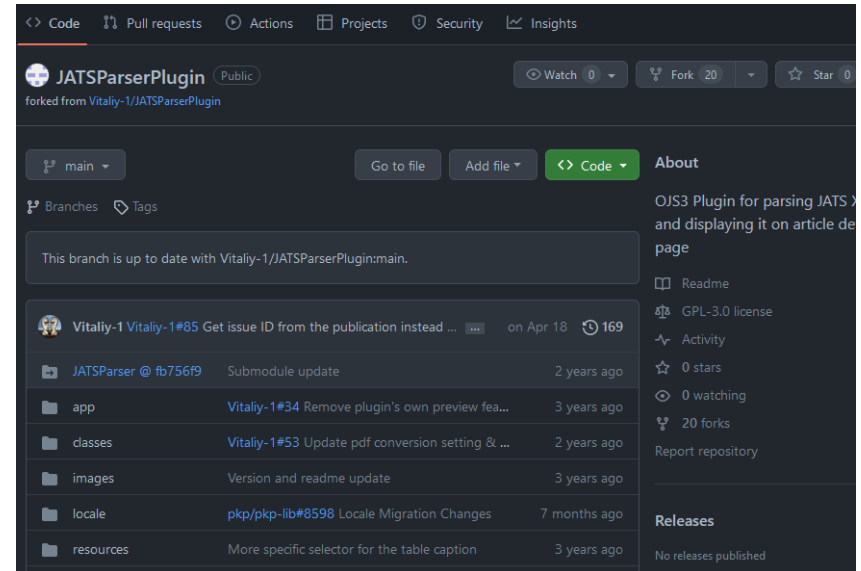 Code Pull requests Actions Projects Security Insights
JATSParserPlugin Public Watch 0 Fork 20 Star 0
forked from Vitaliy-1/JATSParserPlugin
main Go to file Add file Code
Branches Tags
This branch is up to date with Vitaliy-1/JATSParserPlugin:main.
Vitaliy-1 Vitaliy-1#85 Get issue ID from the publication instead ... ... on Apr 18 169
JATSParser @ fb756f9 Submodule update 2 years ago
app Vitaliy-1#34 Remove plugin's own preview fea... 3 years ago
classes Vitaliy-1#53 Update pdf conversion setting & ... 2 years ago
images Version and readme update 3 years ago
locale pkp/pkp-lib#8598 Locale Migration Changes 7 months ago
resources More specific selector for the table caption 3 years ago
About
OJS3 Plugin for parsing JATS X
and displaying it on article de
page
Readme
GPL-3.0 license
Activity
0 stars
0 watching
20 forks
Report repository
Releases
No releases published